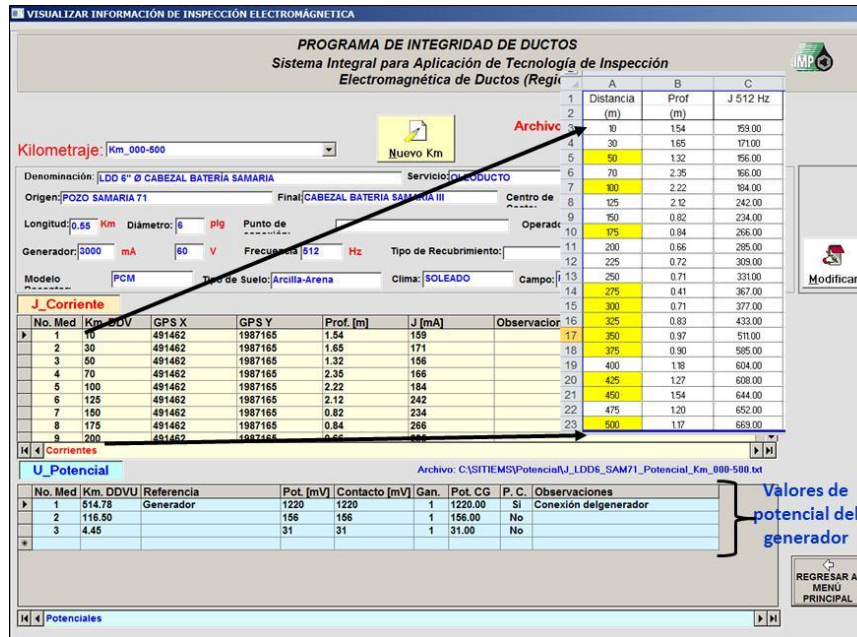 VISUALIZAR INFORMACIÓN DE INSPECCIÓN ELECTROMÁGNETICA
PROGRAMA DE INTEGRIDAD DE DUCTOS
Sistema Integral para Aplicación de Tecnología de Inspección
Electromagnética de Ductos (Regi
IMP
Archivo
Kilometraje: Km_000-500
Nuevo Km
Denominación: LDD 6" Ø CABEZAL BATERÍA SAMARIA Servicio: OLEODUCTO
Origen: POZO SAMARIA 71 Final: CABEZAL BATERIA SAMARIA III Centro de
Longitud: 0.55 Km Diámetro: 6 plg Punto de Operado
Generador: 3000 mA 60 V Frecuencia 512 Hz Tipo de Recubrimiento:
Modelo PCM Tipo de Suelo: Arcilla-Arena Clima: SOLEADO Campo:
Modificar
A B C
1 Distancia Prof J 512 Hz
2 (m) (m)
3 10 1.54 159.00
4 30 1.65 171.00
5 50 1.32 156.00
6 70 2.35 166.00
7 100 2.22 184.00
8 125 2.12 242.00
9 150 0.82 234.00
10 175 0.84 266.00
11 200 0.66 285.00
12 225 0.72 309.00
13 250 0.71 331.00
14 275 0.41 367.00
15 300 0.71 377.00
16 325 0.83 433.00
17 350 0.97 511.00
18 375 0.90 585.00
19 400 1.18 604.00
20 425 1.27 608.00
21 450 1.54 644.00
22 475 1.20 652.00
23 500 1.17 669.00
J_Corriente
No. Med Km. DDV GPS X GPS Y Prof. [m] J [mA] Observacion
1 10 491462 1987165 1.54 159
2 30 491462 1987165 1.65 171
3 50 491462 1987165 1.32 156
4 70 491462 1987165 2.35 166
5 100 491462 1987165 2.22 184
6 125 491462 1987165 2.12 242
7 150 491462 1987165 0.82 234
8 175 491462 1987165 0.84 266
9 200 491462 1987165 0.66
Corrientes
U_Potencial
Archivo: C:\SITIEMS\Potencial\J_LDD6_SAM71_Potencial_Km_000-500.txt
No. Med Km. DDVU Referencia Pot. [mV] Contacto [mV] Gan. Pot. CG P. C. Observaciones
1 514.78 Generador 1220 1220 1 1220.00 Si Conexión delgenerador
2 116.50 156 156 1 156.00 No
3 4.45 31 31 1 31.00 No
Valores de
potencial del
generador
REGRESAR A
MENÚ
PRINCIPAL
Potenciales